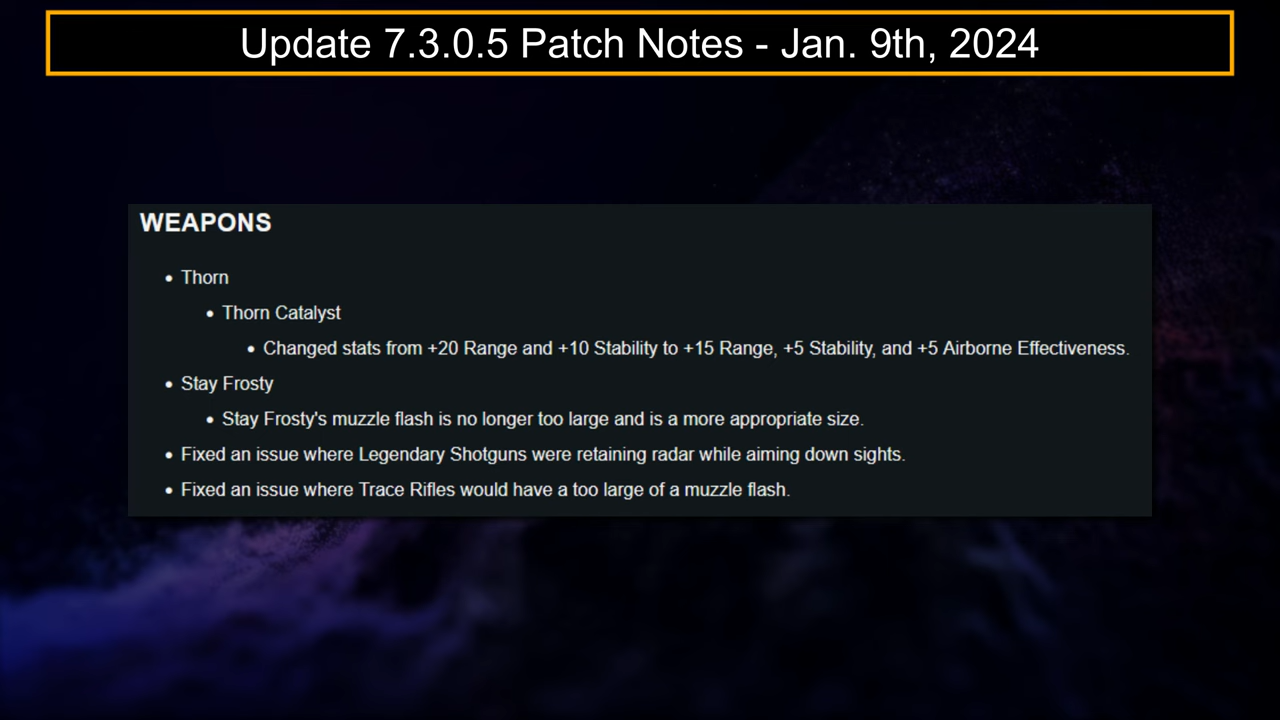 Update 7.3.0.5 Patch Notes - Jan. 9th, 2024
WEAPONS
• Thorn
• Thorn Catalyst
• Changed stats from +20 Range and +10 Stability to +15 Range, +5 Stability, and +5 Airborne Effectiveness.
• Stay Frosty
• Stay Frosty's muzzle flash is no longer too large and is a more appropriate size.
• Fixed an issue where Legendary Shotguns were retaining radar while aiming down sights.
• Fixed an issue where Trace Rifles would have a too large of a muzzle flash.